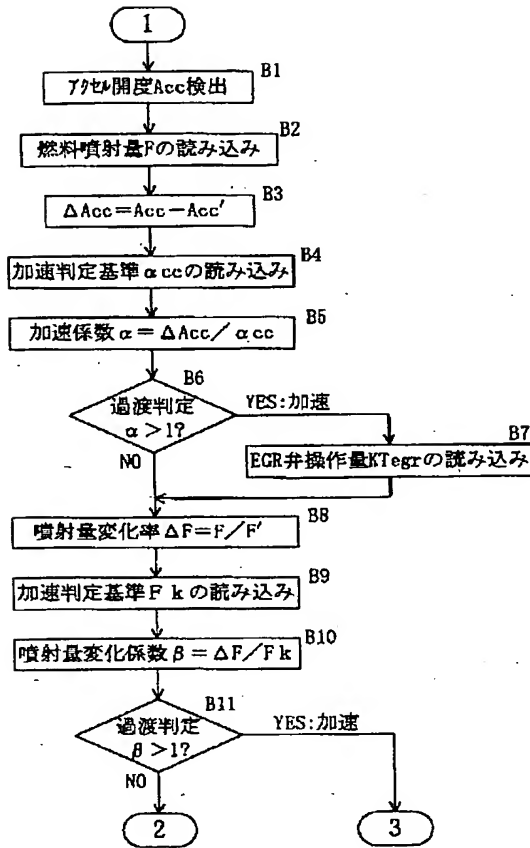 1
B1
アクセル開度Acc検出
B2
燃料噴射量Fの読み込み
B3
ΔAcc=Acc−Acc′
B4
加速判定基準αccの読み込み
B5
加速係数α=ΔAcc/αcc
B6
過渡判定
α>1?
YES:加速
NO
B7
EGR弁操作量KTegrの読み込み
B8
噴射量変化率ΔF=F/F′
B9
加速判定基準Fkの読み込み
B10
噴射量変化係数β=ΔF/Fk
B11
過渡判定
β>1?
YES:加速
NO
2
3